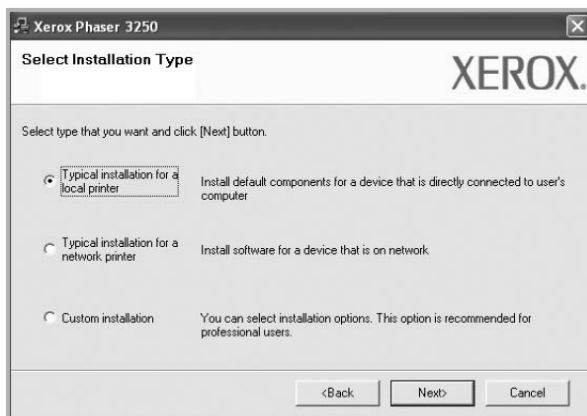 Xerox Phaser 3250
Select Installation Type
XEROX.
Select type that you want and click [Next] button.
Typical installation for a
local printer
Install default components for a device that is directly connected to user's
computer
Typical installation for a
network printer
Install software for a device that is on network
Custom installation
You can select installation options. This option is recommended for
professional users.
<Back
Next>
Cancel